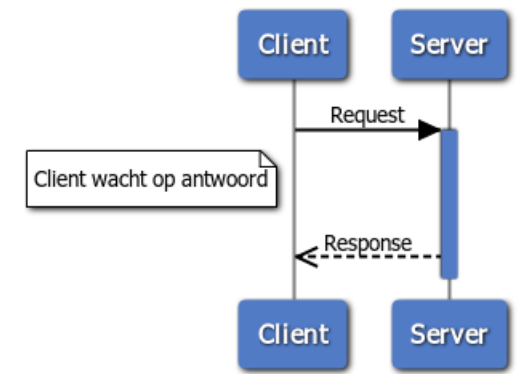 Client
Server
Request
Client wacht op antwoord
Response
Client
Server